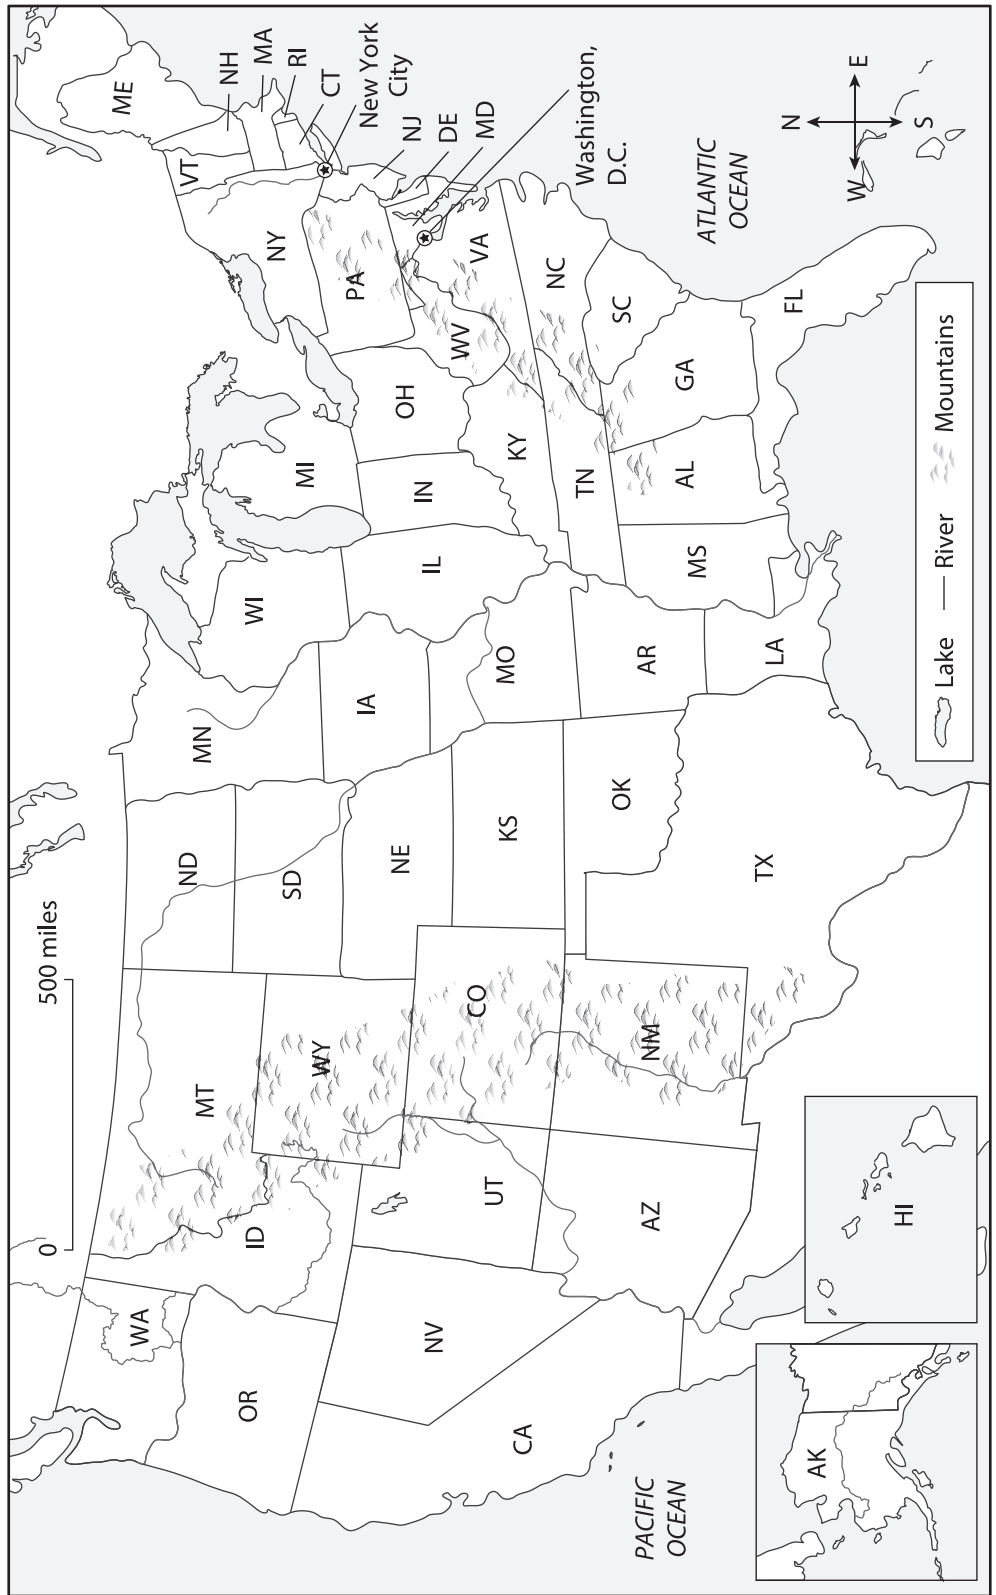 0
500 miles
WA
OR
CA
NV
ID
MT
WY
UT
AZ
CO
NM
ND
SD
NE
KS
OK
TX
MN
IA
MO
AR
LA
WI
IL
MS
MI
IN
KY
TN
AL
OH
WV
GA
FL
SC
NC
VA
PA
NY
VT
ME
NH
MA
RI
CT
New York
City
NJ
DE
MD
Washington,
D.C.
ATLANTIC
OCEAN
PACIFIC
OCEAN
N
E
S
W
AK
HI
Lake
River
Mountains